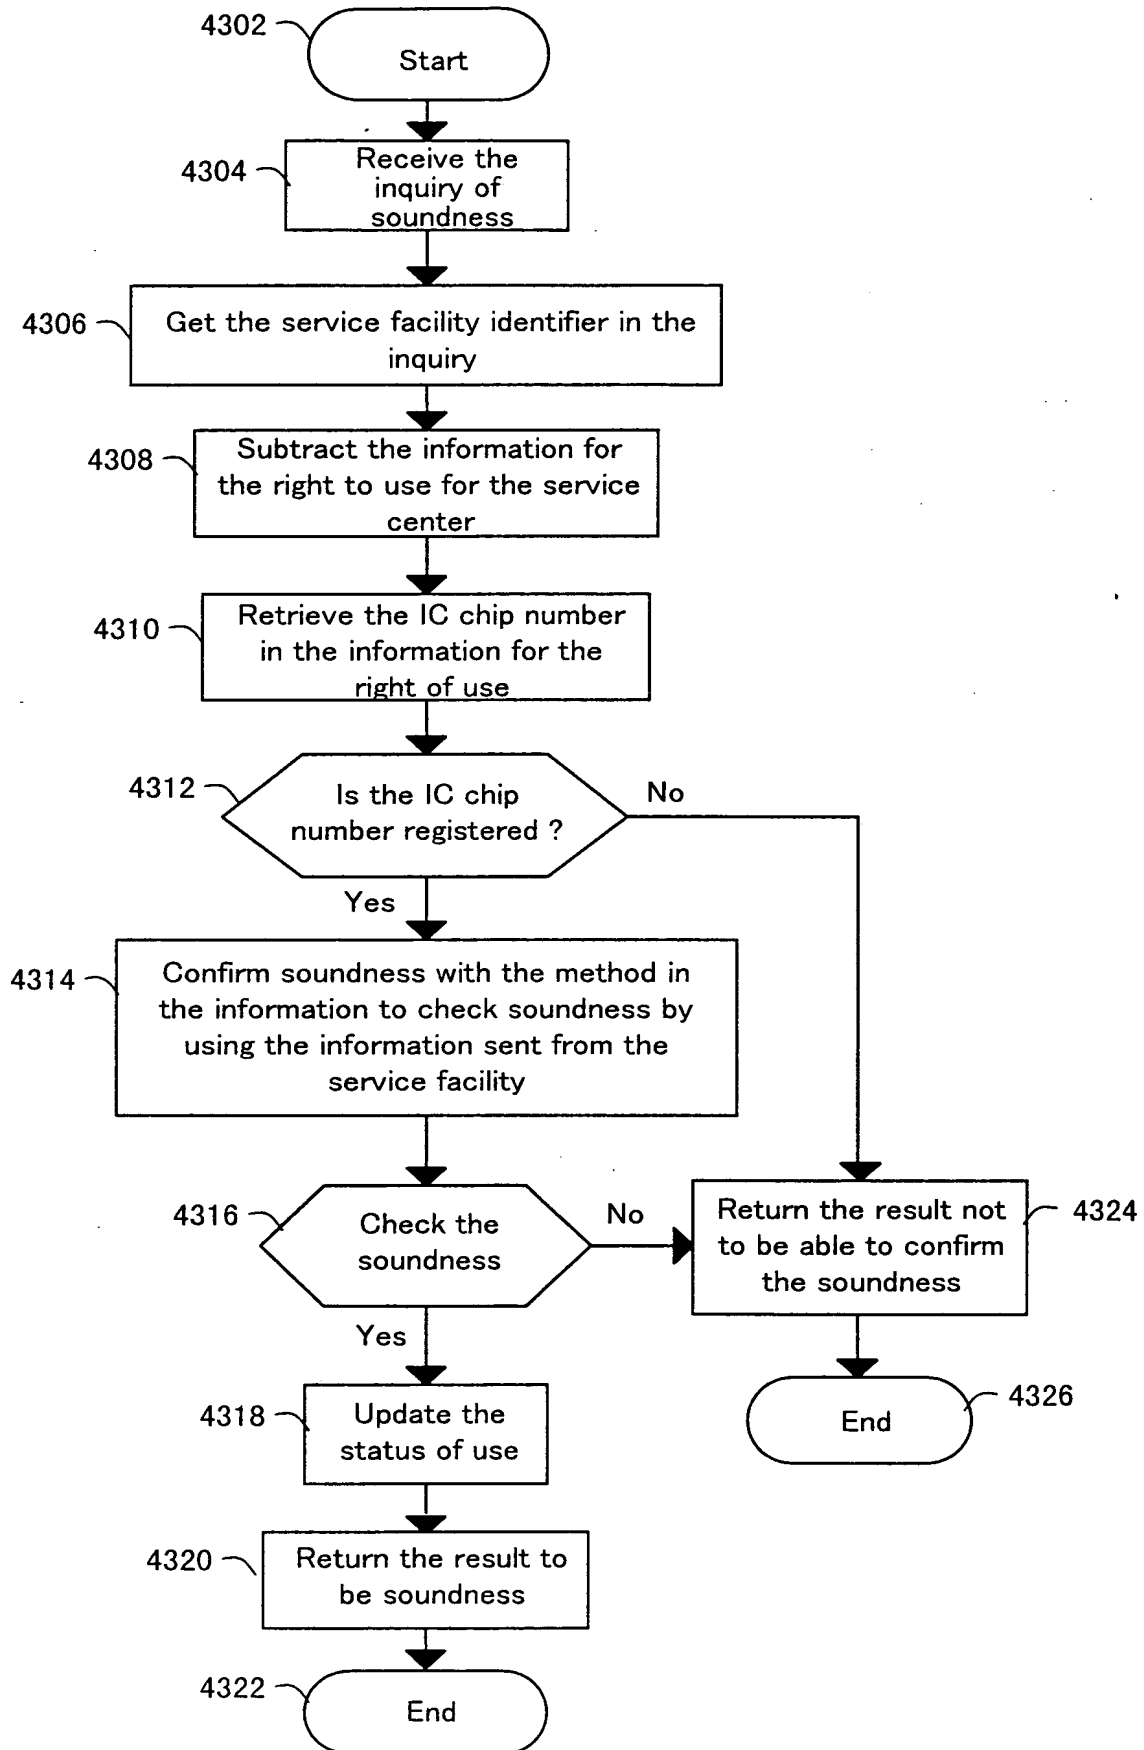 4302
Start
4304
Receive the
inquiry of
soundness
4306
Get the service facility identifier in the
inquiry
4308
Subtract the information for
the right to use for the service
center
4310
Retrieve the IC chip number
in the information for the
right of use
4312
Is the IC chip
number registered ?
No
Yes
4314
Confirm soundness with the method in
the information to check soundness by
using the information sent from the
service facility
4316
Check the
soundness
No
Return the result not
to be able to confirm
the soundness
4324
Yes
4326
End
4318
Update the
status of use
4320
Return the result to
be soundness
4322
End